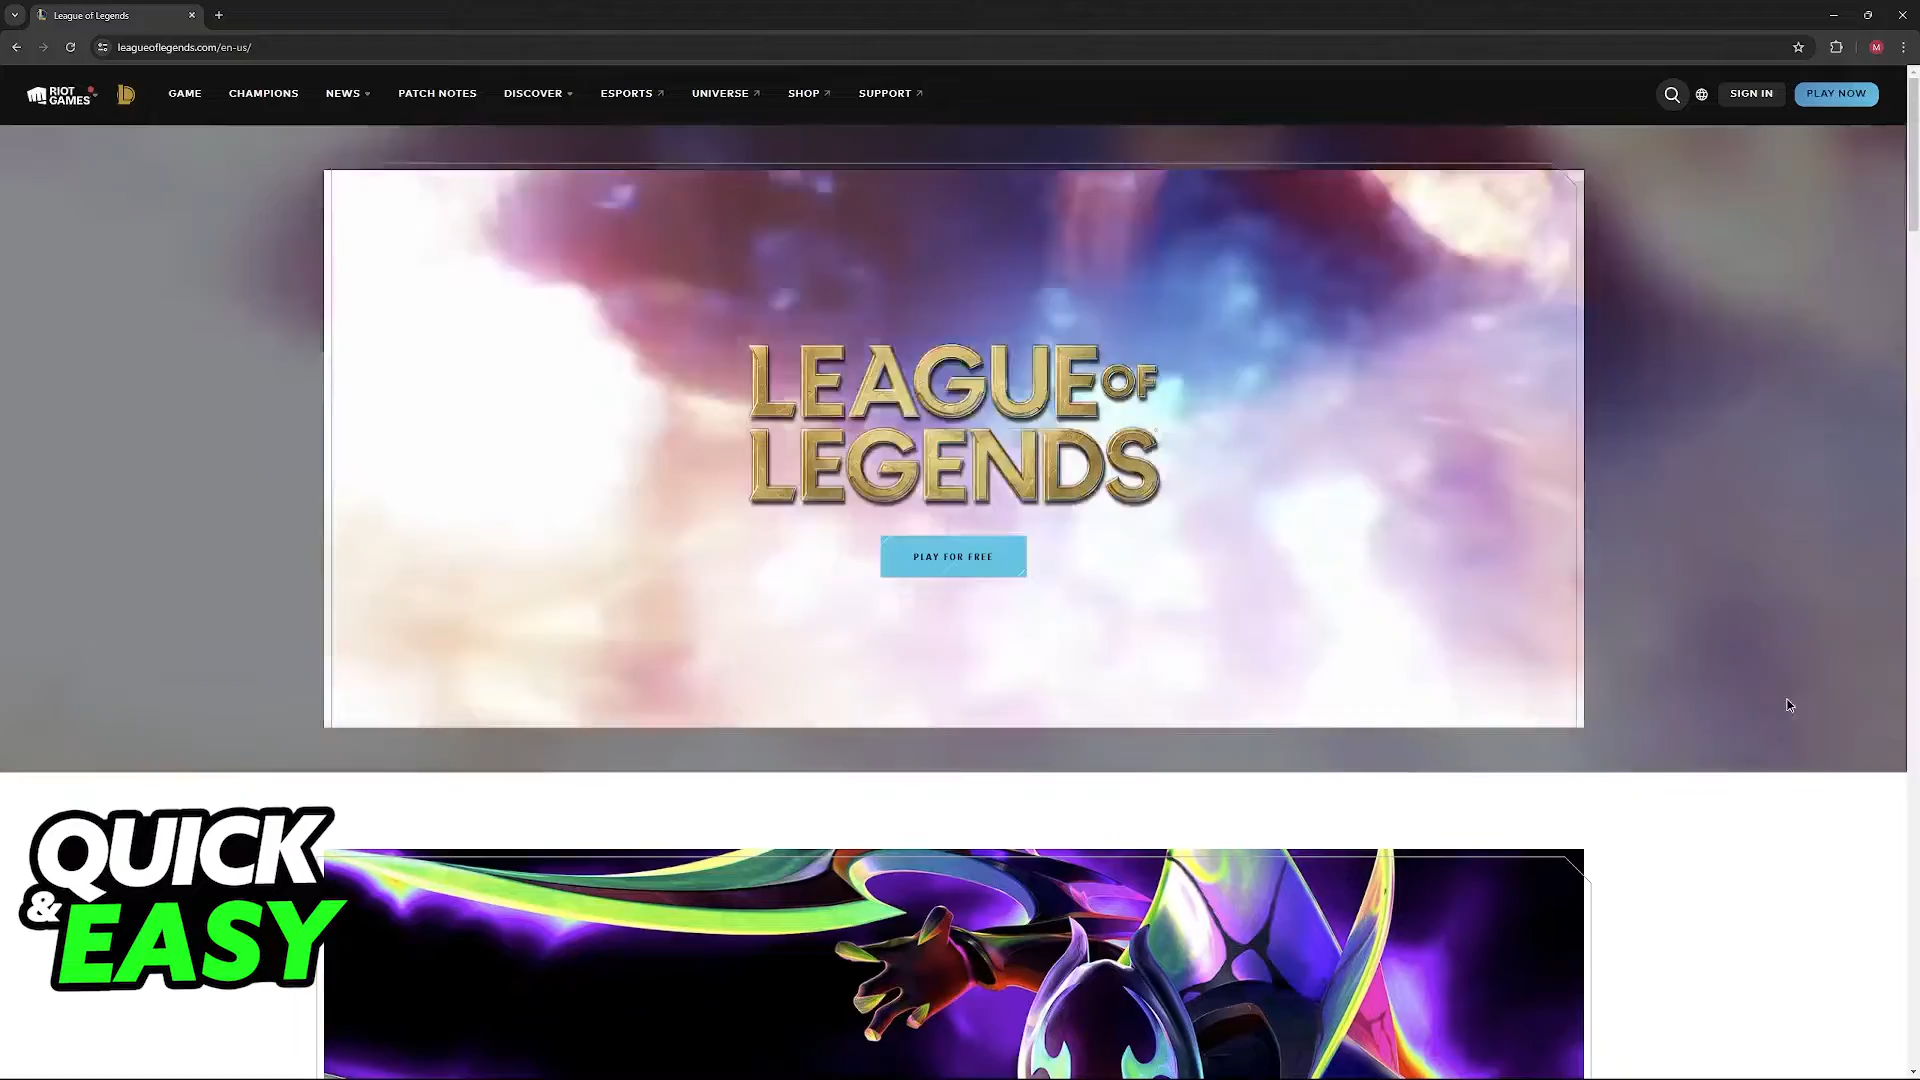 League of Legends
leagueoflegends.com/en-us/
M
RIOT
GAMES
GAME
CHAMPIONS
NEWS
PATCH NOTES
DISCOVER
ESPORTS
UNIVERSE
SHOP
SUPPORT
SIGN IN
PLAY NOW
LEAGUE OF
LEGENDS
PLAY FOR FREE
QUICK
& EASY